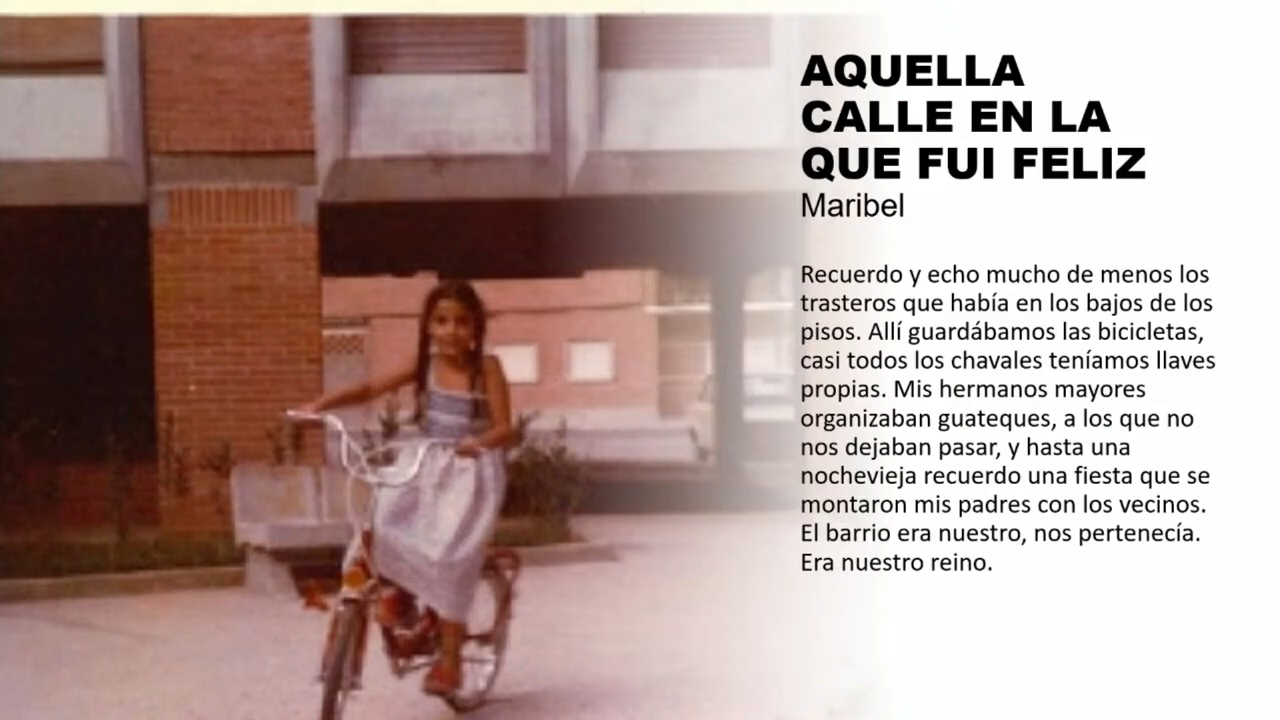 AQUELLA
CALLE EN LA
QUE FUI FELIZ
Maribel
Recuerdo y echo mucho de menos los
trasteros que había en los bajos de los
pisos. Allí guardábamos las bicicletas,
casi todos los chavales teníamos llaves
propias. Mis hermanos mayores
organizaban guateques, a los que no
nos dejaban pasar, y hasta una
nochevieja recuerdo una fiesta que se
montaron mis padres con los vecinos.
El barrio era nuestro, nos pertenecía.
Era nuestro reino.